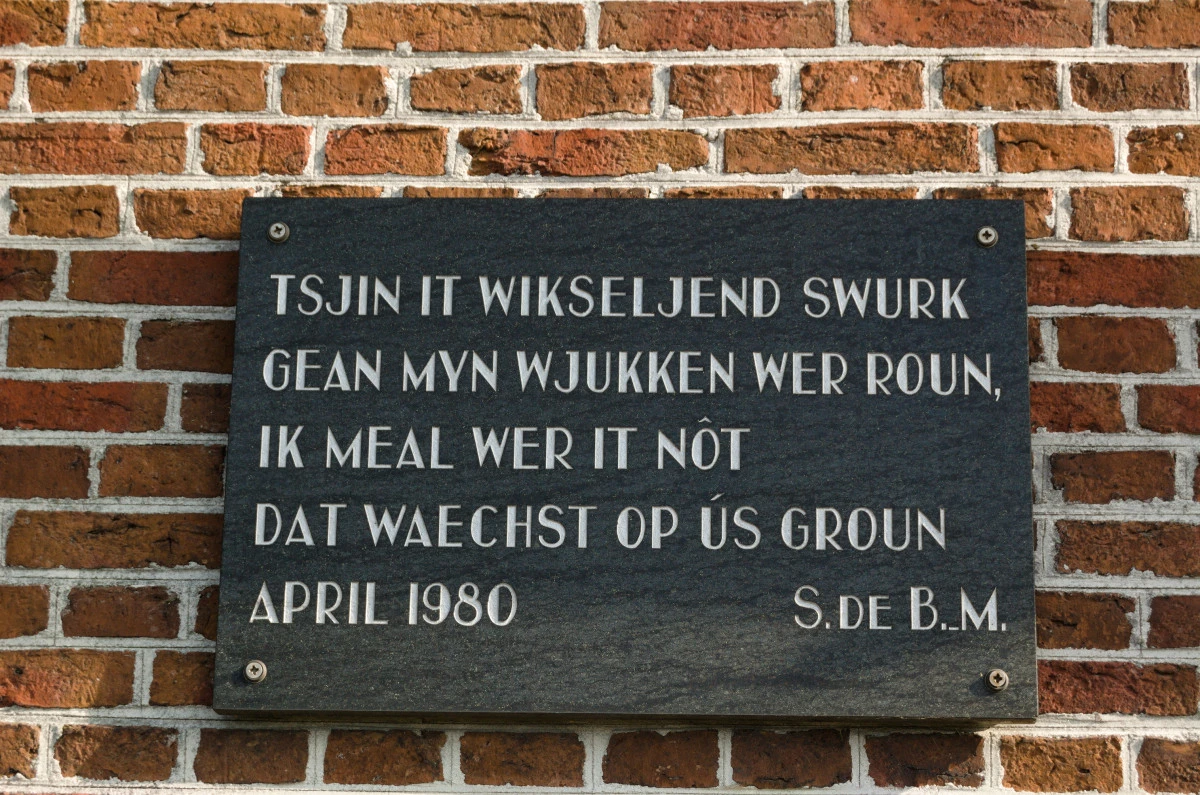 TSJIN IT WIKSELJEND SWURK
GEAN MYN WJUKKEN WER ROUN,
IK MEAL WER IT NÔT
DAT WAECHST OP ÚS GROUN
APRIL 1980 S. DE B.-M.